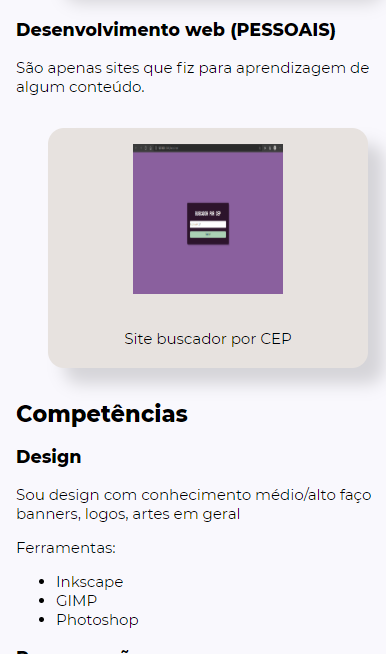 Desenvolvimento web (PESSOAIS)
São apenas sites que fiz para aprendizagem de
algum conteúdo.
BUSCADOR POR CEP
Site buscador por CEP
Competências
Design
Sou design com conhecimento médio/alto faço
banners, logos, artes em geral
Ferramentas:
Inkscape
GIMP
Photoshop